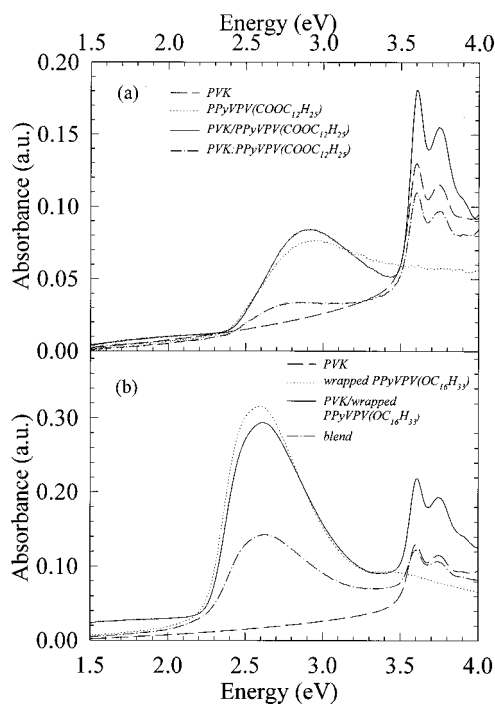 Energy (eV)
1.5 2.0 2.5 3.0 3.5 4.0
0.20
0.15
0.10
0.05
0.00
Absorbance (a.u.)
(a)
PVK
PPyVPV(COOC₁₂H₂₅)
PVK/PPyVPV(COOC₁₂H₂₅)
PVK:PPyVPV(COOC₁₂H₂₅)
0.30
0.20
0.10
0.00
Absorbance (a.u.)
(b)
PVK
wrapped PPyVPV(OC₁₆H₃₃)
PVK/wrapped
PPyVPV(OC₁₆H₃₃)
blend
1.5 2.0 2.5 3.0 3.5 4.0
Energy (eV)